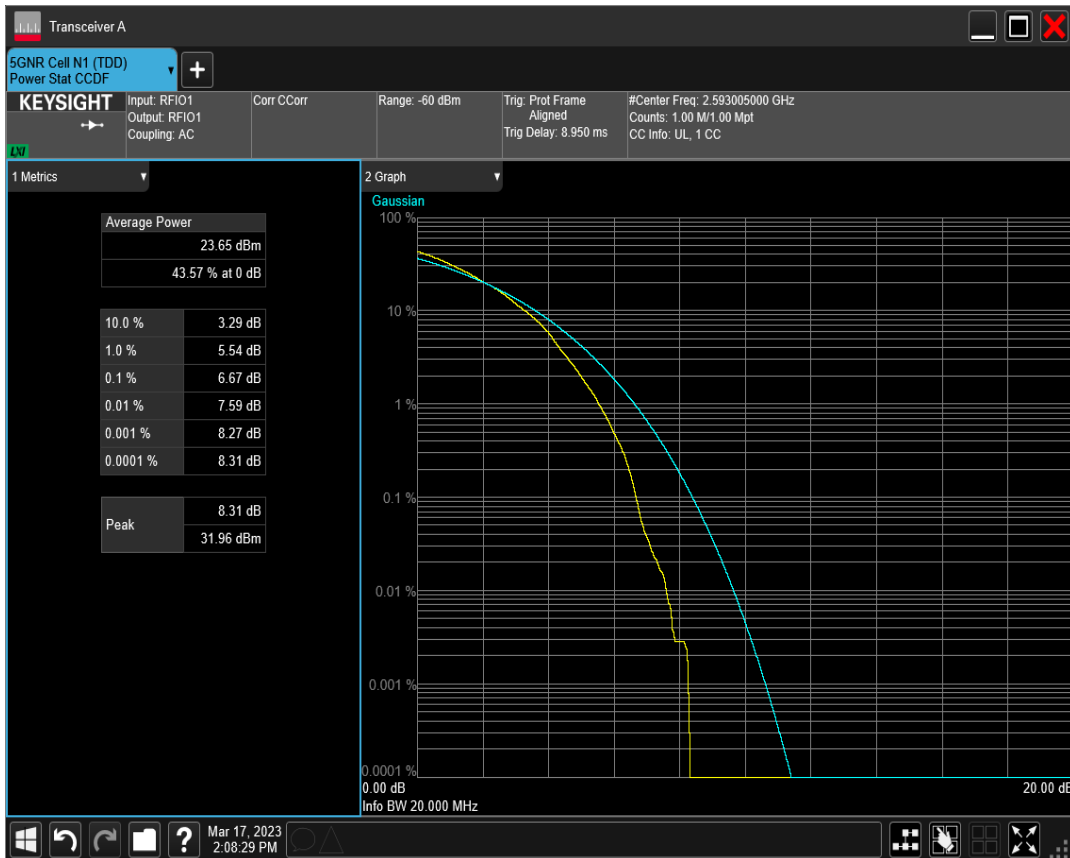 Transceiver A
5GNR Cell N1 (TDD)
Power Stat CCDF
KEYSIGHT
LXI
Input: RFIO1
Output: RFIO1
Coupling: AC
Corr CCorr
Range: -60 dBm
Trig: Prot Frame
Aligned
Trig Delay: 8.950 ms
#Center Freq: 2.593005000 GHz
Counts: 1.00 M/1.00 Mpt
CC Info: UL, 1 CC
1 Metrics
Average Power
23.65 dBm
43.57 % at 0 dB
10.0 % 3.29 dB
1.0 % 5.54 dB
0.1 % 6.67 dB
0.01 % 7.59 dB
0.001 % 8.27 dB
0.0001 % 8.31 dB
Peak 8.31 dB
31.96 dBm
2 Graph
Gaussian
100 %
10 %
1 %
0.1 %
0.01 %
0.001 %
0.0001 %
0.00 dB 20.00 dB
Info BW 20.000 MHz
? Mar 17, 2023
2:08:29 PM